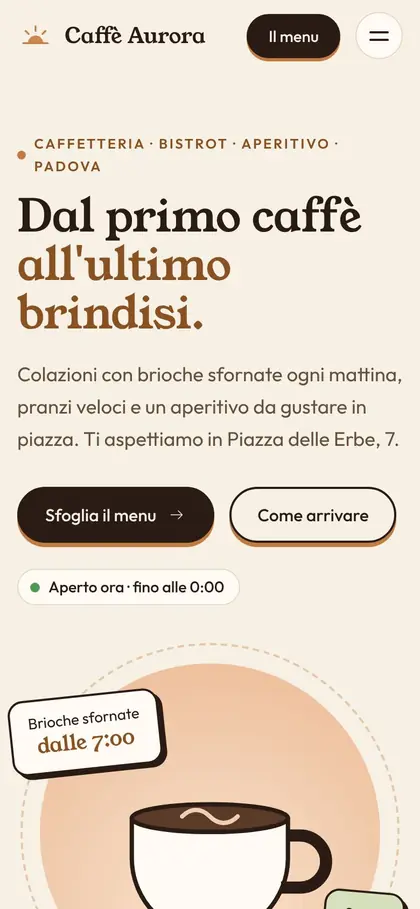 Caffè Aurora
Il menu
CAFFETTERIA · BISTROT · APERITIVO ·
PADOVA
Dal primo caffè
all'ultimo
brindisi.
Colazioni con brioche sfornate ogni mattina,
pranzi veloci e un aperitivo da gustare in
piazza. Ti aspettiamo in Piazza delle Erbe, 7.
Sfoglia il menu →
Come arrivare
Aperto ora · fino alle 0:00
Brioche sfornate
dalle 7:00